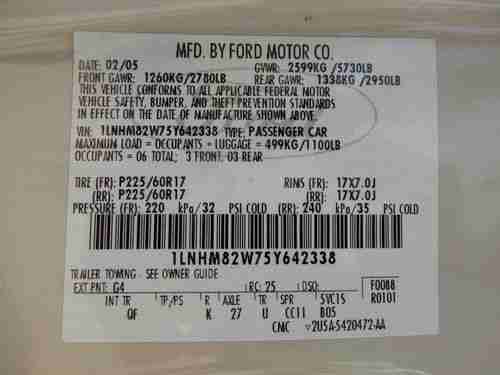 MFD. BY FORD MOTOR CO.
DATE: 02/05 GVWR: 2599KG /5730LB
FRONT GAWR: 1260KG/2780LB REAR GAWR: 1338KG /2950LB
THIS VEHICLE CONFORMS TO ALL APPLICABLE FEDERAL MOTOR
VEHICLE SAFETY, BUMPER, AND THEFT PREVENTION STANDARDS
IN EFFECT ON THE DATE OF MANUFACTURE SHOWN ABOVE.
VIN: 1LNHM82W75Y642338 TYPE: PASSENGER CAR
MAXIMUM LOAD = OCCUPANTS + LUGGAGE = 499KG/1100LB
OCCUPANTS = 06 TOTAL; 3 FRONT, 03 REAR
TIRE (FR): P225/60R17 RIMS (FR): 17X7.0J
(RR): P225/60R17 (RR): 17X7.0J
PRESSURE (FR): 220 kPa/32 PSI COLD (RR): 240 kPa/35 PSI COLD
1LNHM82W75Y642338
TRAILER TOWING - SEE OWNER GUIDE
EXT PNT: G4 RC: 25 DSO: F0088
INT TR TP/PS R AXLE TR SPR SVC15 R0101
QF K 27 U CC11 B05
CMC 2U5A-5420472-AA